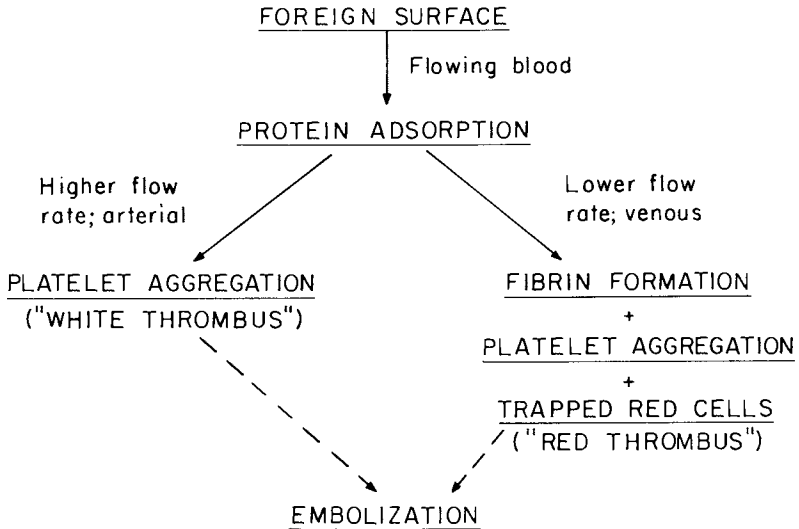 FOREIGN SURFACE
Flowing blood
PROTEIN ADSORPTION
Higher flow
rate; arterial
Lower flow
rate; venous
PLATELET AGGREGATION
("WHITE THROMBUS")
FIBRIN FORMATION
+
PLATELET AGGREGATION
+
TRAPPED RED CELLS
("RED THROMBUS")
EMBOLIZATION